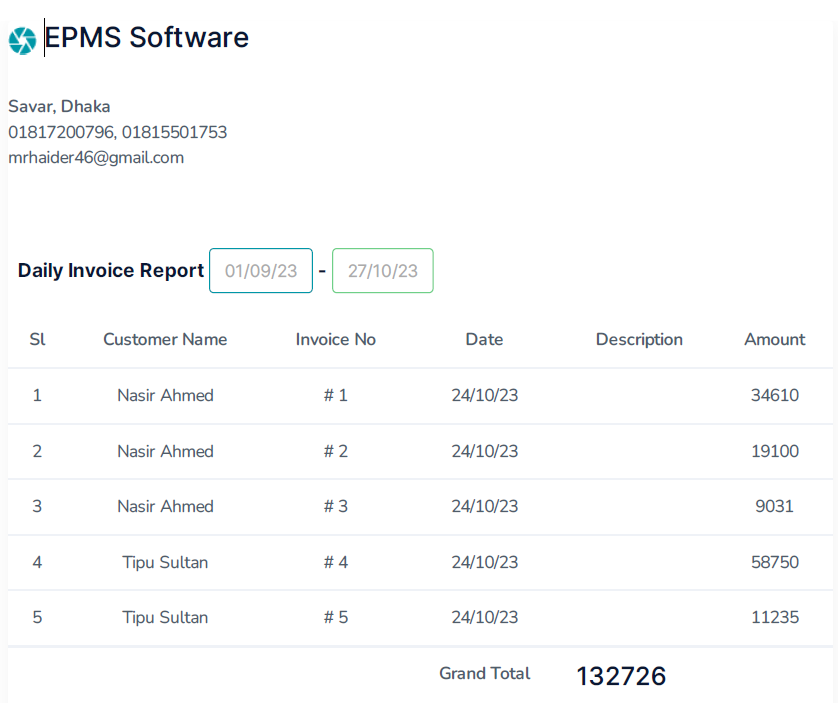 EPMS Software
Savar, Dhaka
01817200796, 01815501753
mrhaider46@gmail.com
Daily Invoice Report 01/09/23 - 27/10/23
Sl Customer Name Invoice No Date Description Amount
1 Nasir Ahmed # 1 24/10/23 34610
2 Nasir Ahmed # 2 24/10/23 19100
3 Nasir Ahmed # 3 24/10/23 9031
4 Tipu Sultan # 4 24/10/23 58750
5 Tipu Sultan # 5 24/10/23 11235
Grand Total 132726